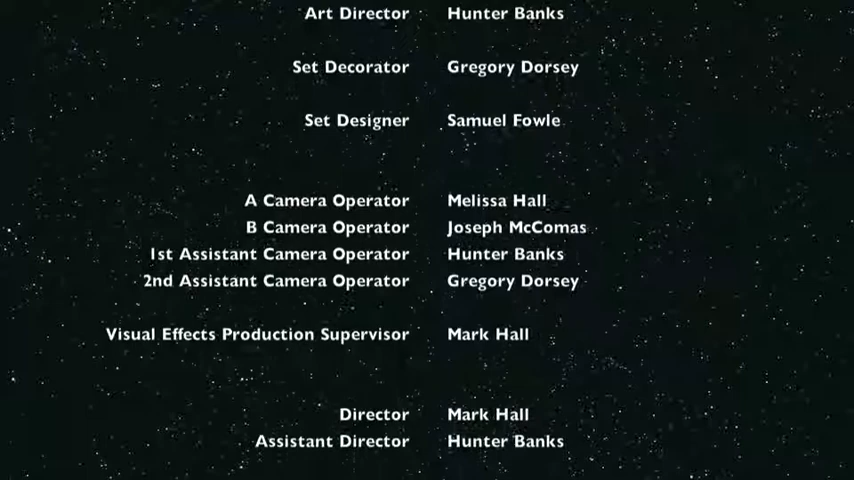 Art Director Hunter Banks
Set Decorator Gregory Dorsey
Set Designer Samuel Fowle
A Camera Operator Melissa Hall
B Camera Operator Joseph McComas
1st Assistant Camera Operator Hunter Banks
2nd Assistant Camera Operator Gregory Dorsey
Visual Effects Production Supervisor Mark Hall
Director Mark Hall
Assistant Director Hunter Banks